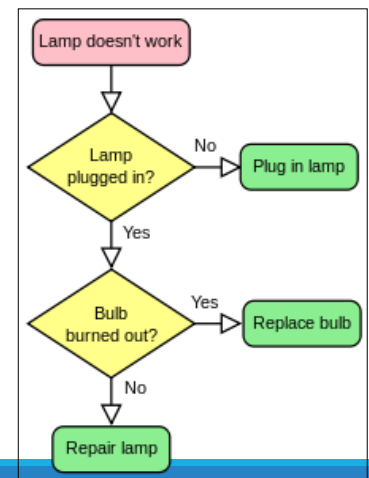 Lamp doesn't work
Lamp
plugged in?
No
Plug in lamp
Yes
Bulb
burned out?
Yes
Replace bulb
No
Repair lamp